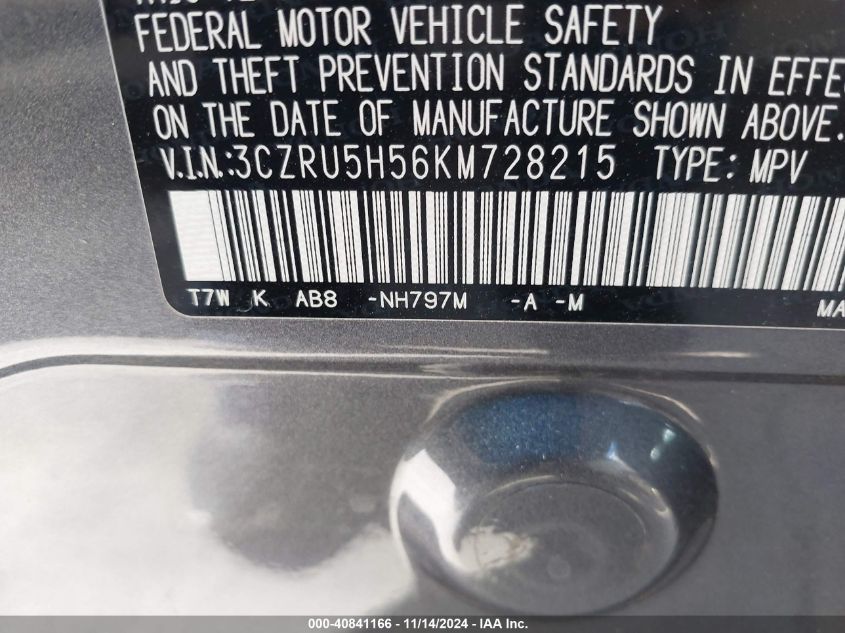 FEDERAL MOTOR VEHICLE SAFETY
AND THEFT PREVENTION STANDARDS IN
ON THE DATE OF MANUFACTURE SHOWN ABOVE.
V.I.N.:3CZRU5H56KM728215 TYPE: MPV
T7W K AB8 -NH797M -A -M
000-40841166 - 11/14/2024 - IAA Inc.